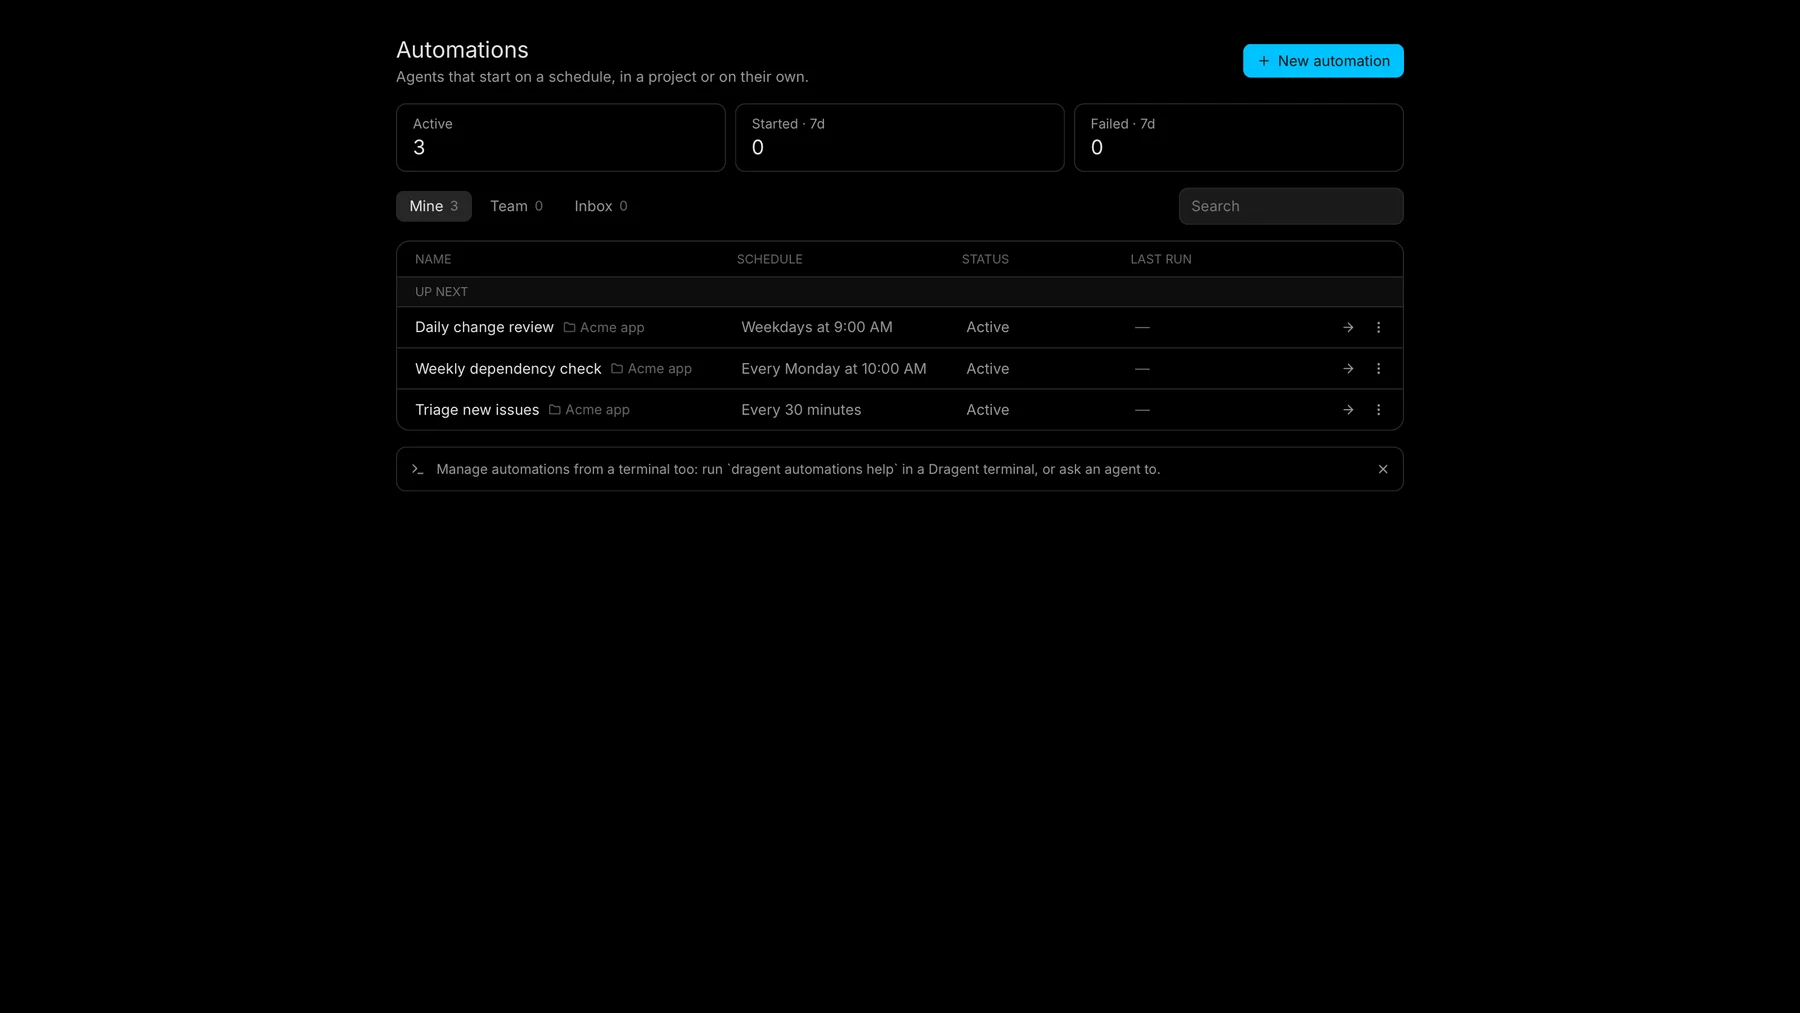 Automations
Agents that start on a schedule, in a project or on their own.
+ New automation
Active
3
Started · 7d
0
Failed · 7d
0
Mine 3
Team 0
Inbox 0
Search
NAME SCHEDULE STATUS LAST RUN
UP NEXT
Daily change review Acme app Weekdays at 9:00 AM Active —
Weekly dependency check Acme app Every Monday at 10:00 AM Active —
Triage new issues Acme app Every 30 minutes Active —
Manage automations from a terminal too: run `dragent automations help` in a Dragent terminal, or ask an agent to.